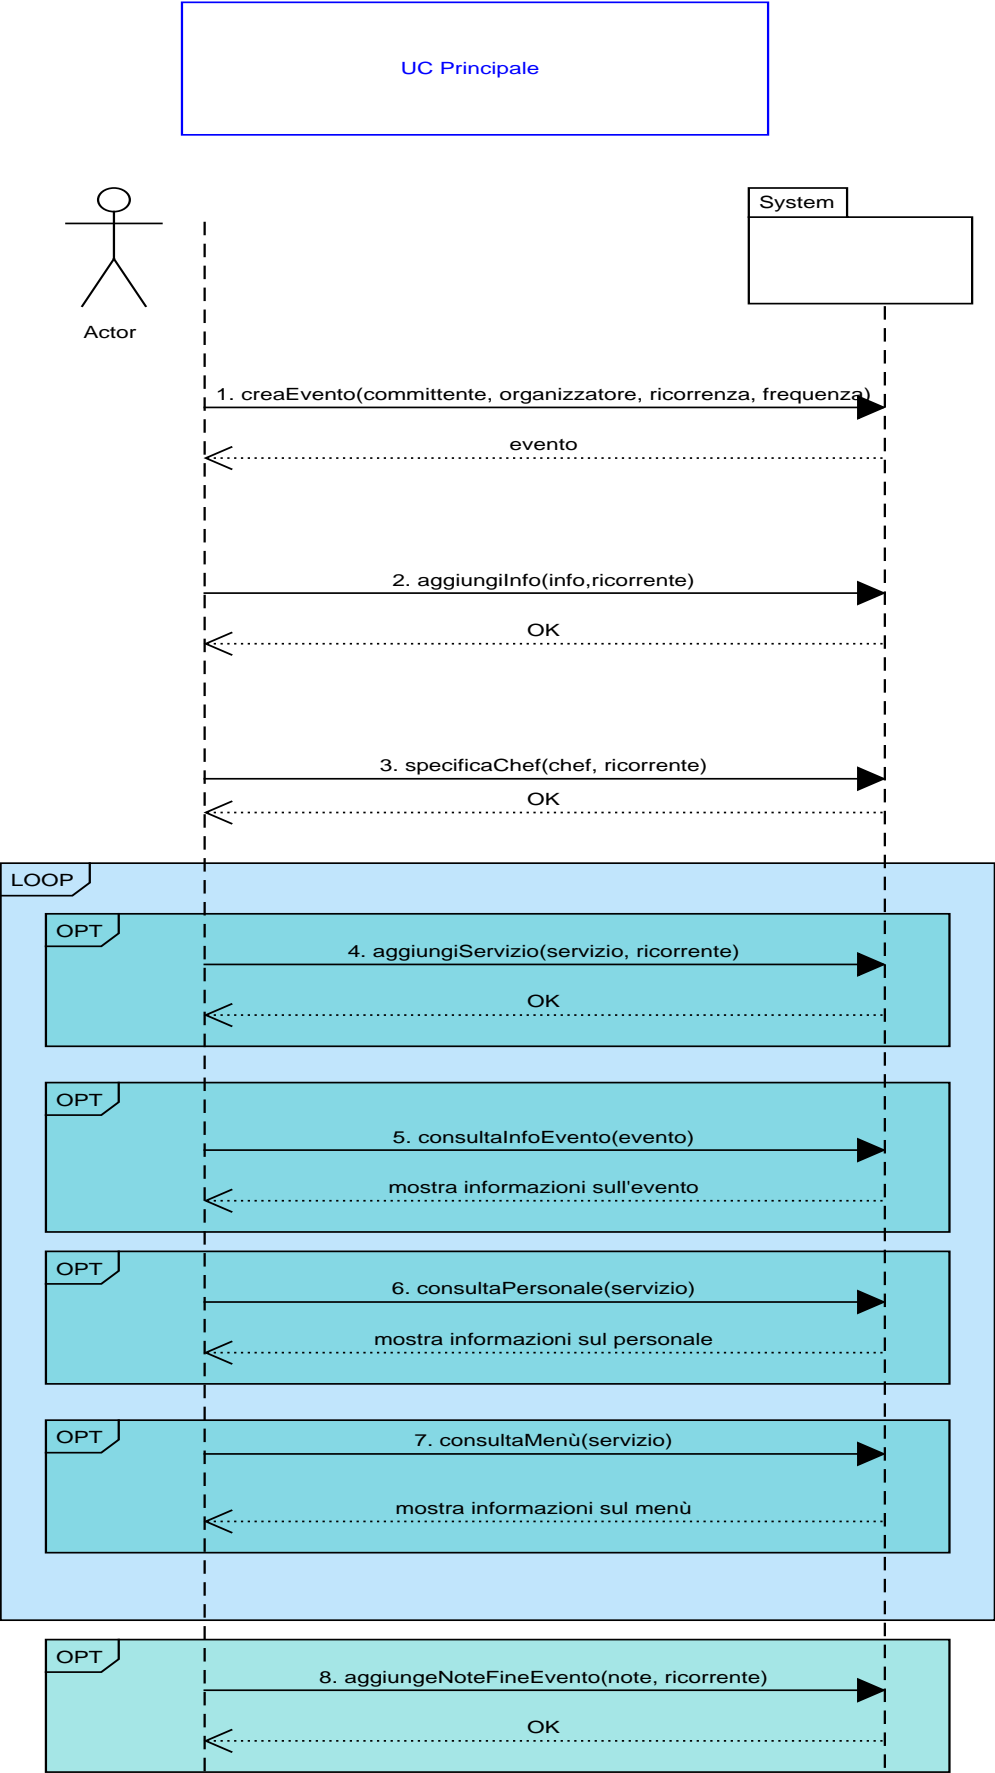 UC Principale
System
Actor
1. creaEvento(committente, organizzatore, ricorrenza, frequenza)
evento
2. aggiungiInfo(info,ricorrente)
OK
3. specificaChef(chef, ricorrente)
OK
LOOP
OPT
4. aggiungiServizio(servizio, ricorrente)
OK
OPT
5. consultaInfoEvento(evento)
mostra informazioni sull'evento
OPT
6. consultaPersonale(servizio)
mostra informazioni sul personale
OPT
7. consultaMenù(servizio)
mostra informazioni sul menù
OPT
8. aggiungeNoteFineEvento(note, ricorrente)
OK